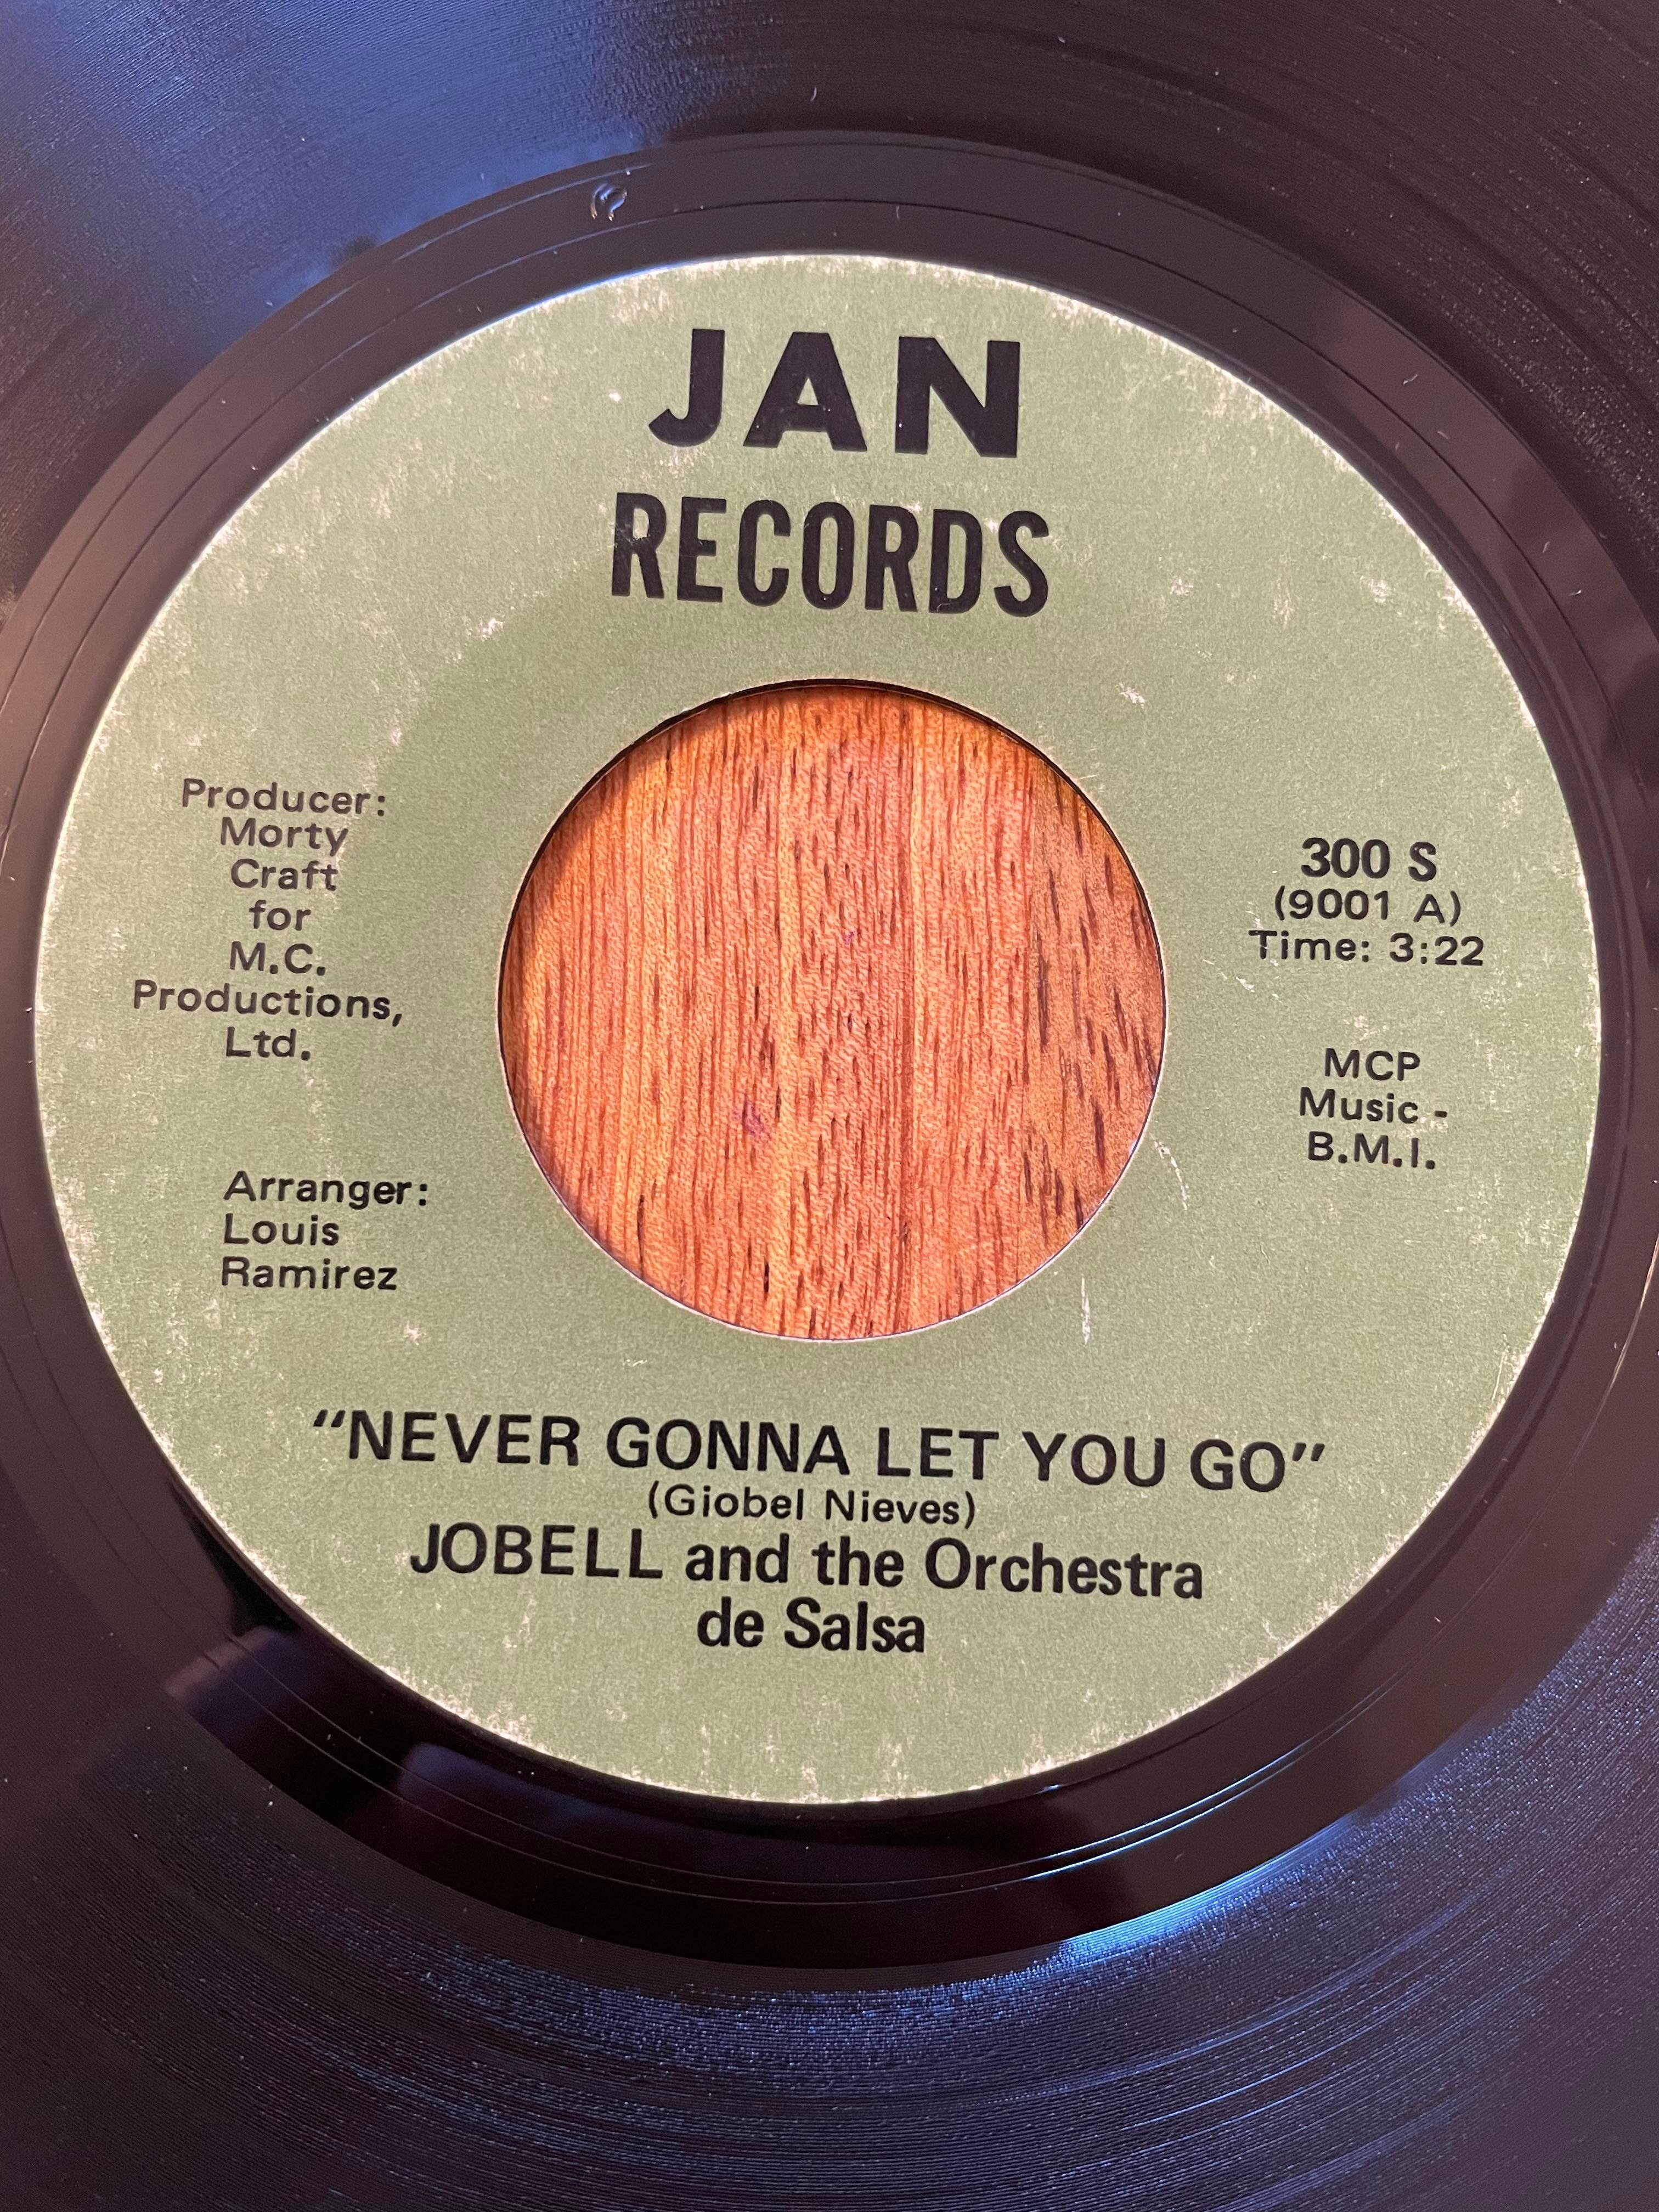 JAN
RECORDS
Producer:
Morty
Craft
for
M.C.
Productions,
Ltd.
Arranger:
Louis
Ramirez
300 S
(9001 A)
Time: 3:22
MCP
Music -
B.M.I.
"NEVER GONNA LET YOU GO"
(Giobel Nieves)
JOBELL and the Orchestra
de Salsa